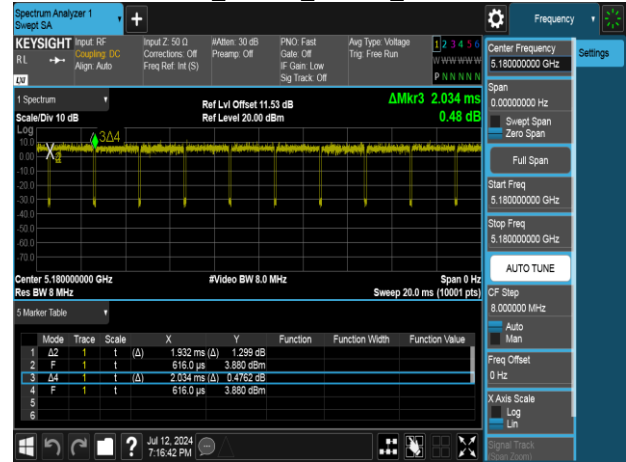 Spectrum Analyzer 1
Swept SA
+
Frequency
KEYSIGHT
Input: RF
Coupling: DC
Align: Auto
Input Z: 50 Ω
Corrections: Off
Freq Ref: Int (S)
#Atten: 30 dB
Preamp: Off
PNO: Fast
Gate: Off
IF Gain: Low
Sig Track: Off
Avg Type: Voltage
Trig: Free Run
1 2 3 4 5 6
W W W W W W
P N N N N N
RL
LXI
Center Frequency
5.180000000 GHz
Settings
Span
0.00000000 Hz
Swept Span
Zero Span
Full Span
Start Freq
5.180000000 GHz
Stop Freq
5.180000000 GHz
AUTO TUNE
CF Step
8.000000 MHz
Auto
Man
Freq Offset
0 Hz
X Axis Scale
Log
Lin
Signal Track
(Span Zoom)
1 Spectrum
Scale/Div 10 dB
Ref Lvl Offset 11.53 dB
Ref Level 20.00 dBm
ΔMkr3 2.034 ms
0.48 dB
Log
10.0
0.00
-10.0
-20.0
-30.0
-40.0
-50.0
-60.0
-70.0
3Δ4
Center 5.180000000 GHz
Res BW 8 MHz
#Video BW 8.0 MHz
Span 0 Hz
Sweep 20.0 ms (10001 pts)
5 Marker Table
Mode Trace Scale X Y Function Function Width Function Value
1 Δ2 1 t (Δ) 1.932 ms (Δ) 1.299 dB
2 F 1 t 616.0 µs 3.880 dBm
3 Δ4 1 t (Δ) 2.034 ms (Δ) 0.4762 dB
4 F 1 t 616.0 µs 3.880 dBm
5
6
?
Jul 12, 2024
7:16:42 PM